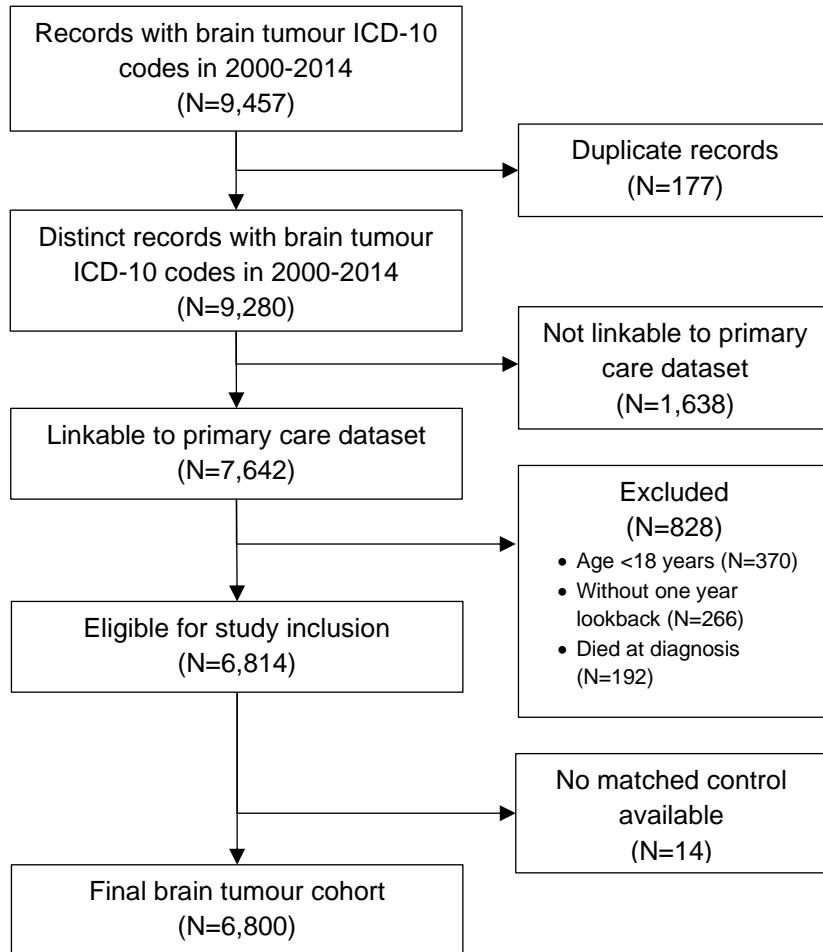 Records with brain tumour ICD-10
codes in 2000-2014
(N=9,457)
Duplicate records
(N=177)
Distinct records with brain tumour
ICD-10 codes in 2000-2014
(N=9,280)
Not linkable to primary
care dataset
(N=1,638)
Linkable to primary care dataset
(N=7,642)
Excluded
(N=828)
• Age <18 years (N=370)
• Without one year
lookback (N=266)
• Died at diagnosis
(N=192)
Eligible for study inclusion
(N=6,814)
No matched control
available
(N=14)
Final brain tumour cohort
(N=6,800)